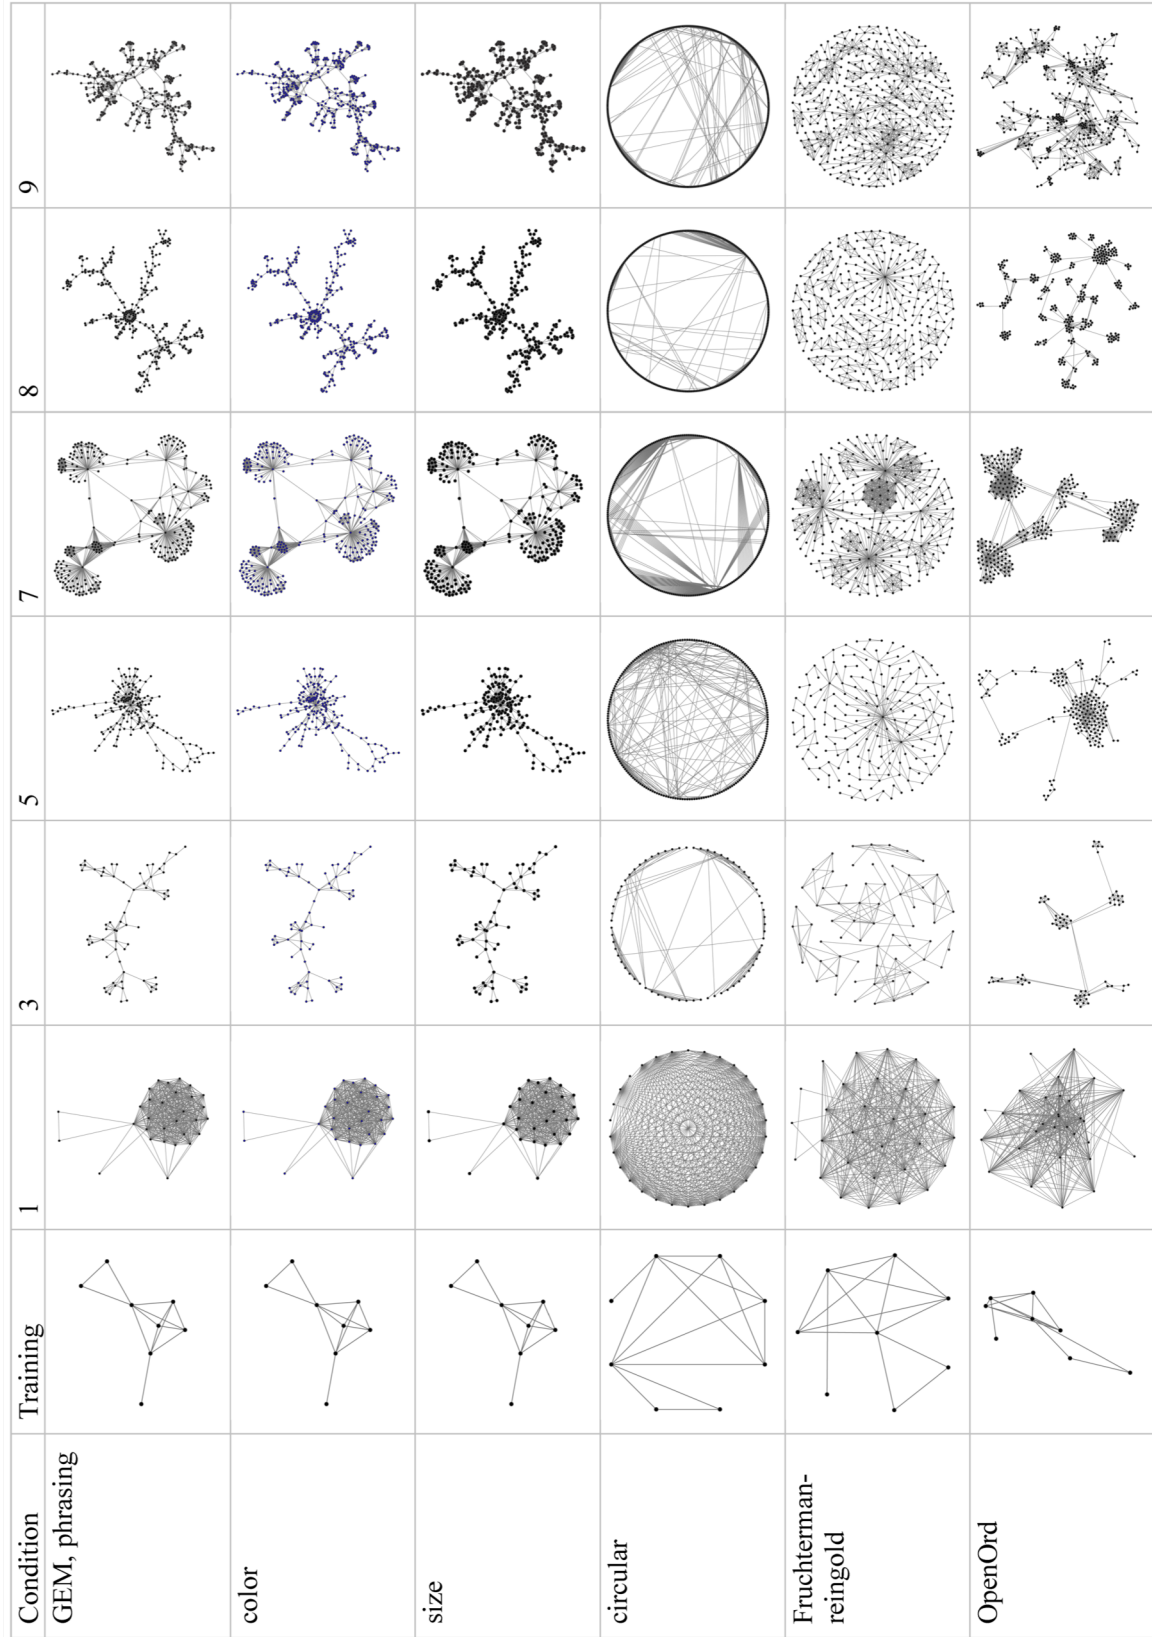 Condition
Training
1
3
5
7
8
9
GEM, phrasing
color
size
circular
Fruchterman-
reingold
OpenOrd